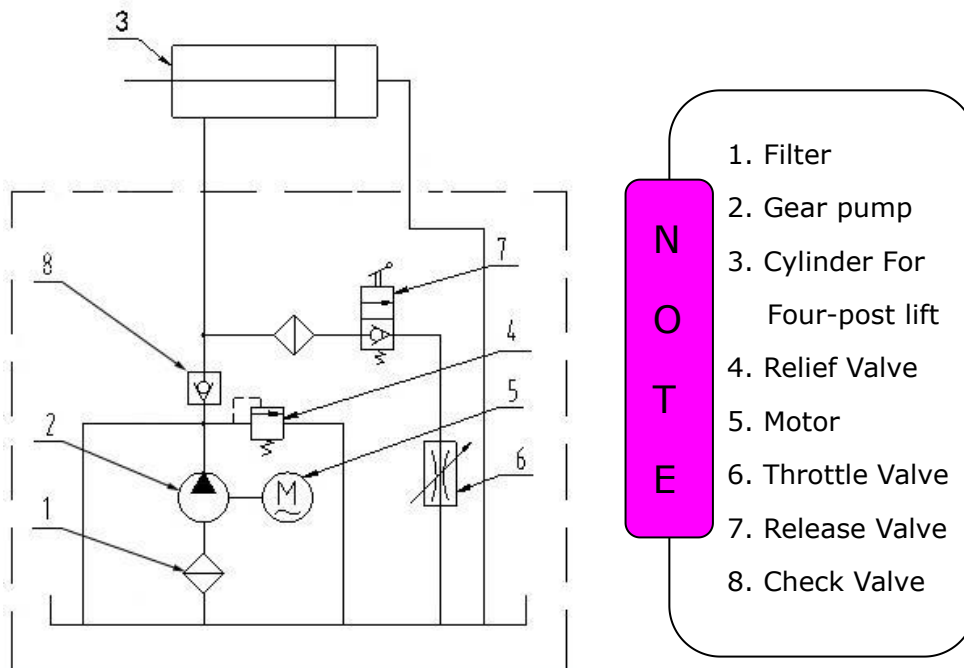 3
7
8
4
5
2
M
6
1
NOTE
1. Filter
2. Gear pump
3. Cylinder For
Four-post lift
4. Relief Valve
5. Motor
6. Throttle Valve
7. Release Valve
8. Check Valve